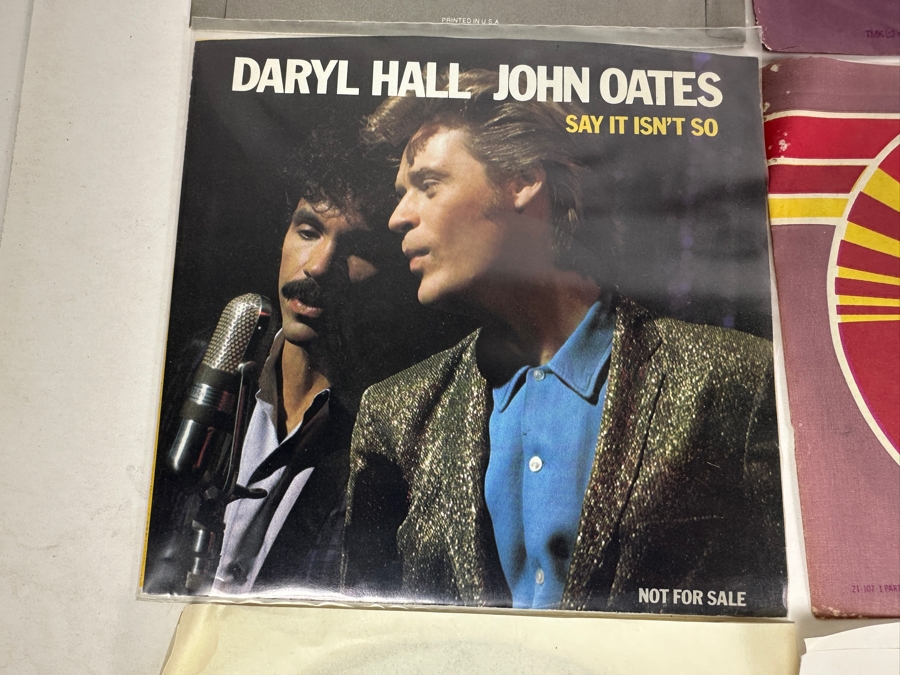 PRINTED IN U.S.A.
DARYL HALL JOHN OATES
SAY IT ISN'T SO
NOT FOR SALE